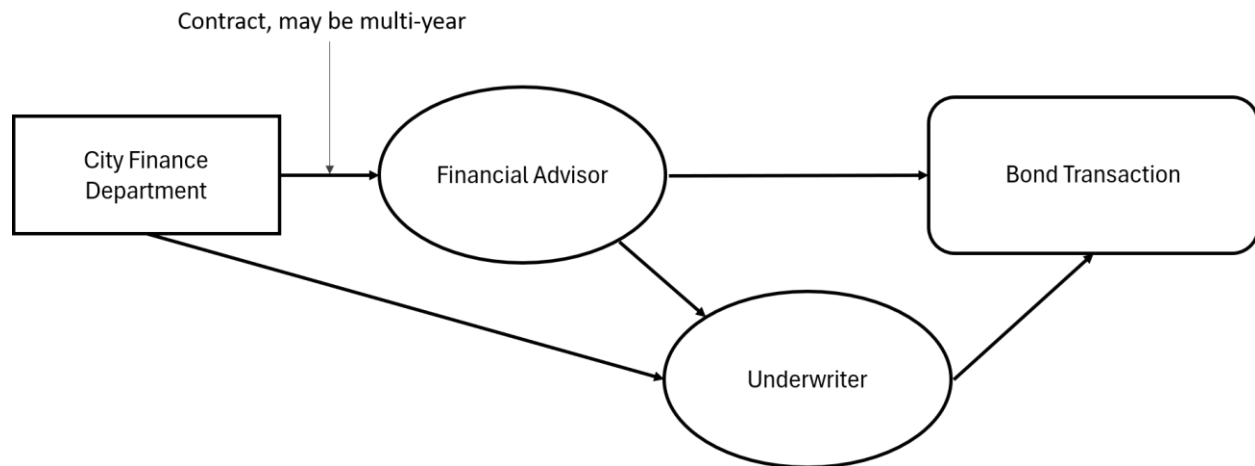 Contract, may be multi-year
City Finance
Department
Financial Advisor
Bond Transaction
Underwriter